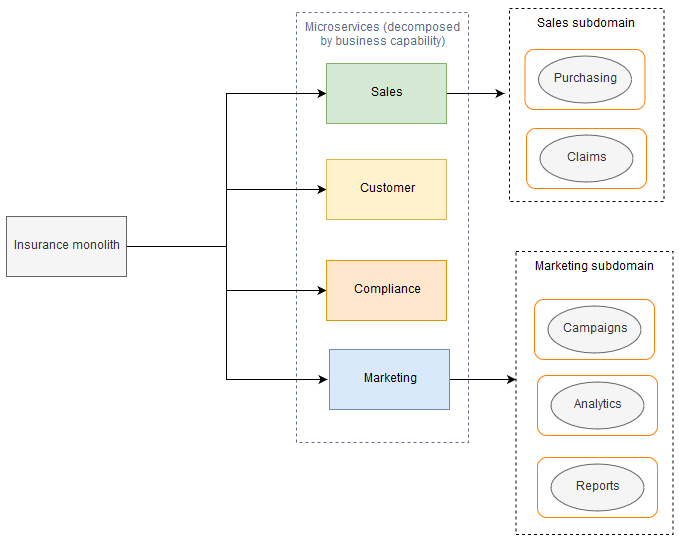 Insurance monolith
Microservices (decomposed
by business capability)
Sales
Customer
Compliance
Marketing
Sales subdomain
Purchasing
Claims
Marketing subdomain
Campaigns
Analytics
Reports